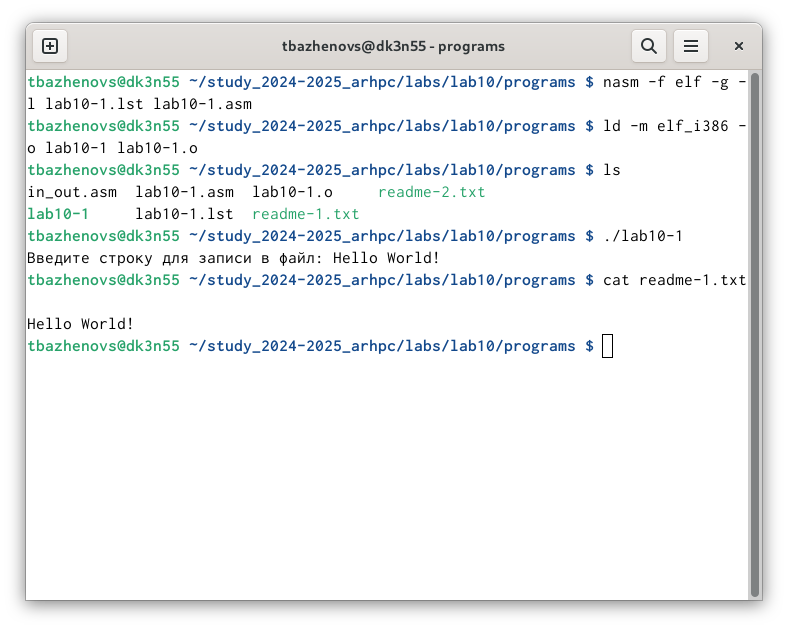 tbazhenovs@dk3n55 - programs
tbazhenovs@dk3n55 ~/study_2024-2025_arhpc/labs/lab10/programs $ nasm -f elf -g -
l lab10-1.lst lab10-1.asm
tbazhenovs@dk3n55 ~/study_2024-2025_arhpc/labs/lab10/programs $ ld -m elf_i386 -
o lab10-1 lab10-1.o
tbazhenovs@dk3n55 ~/study_2024-2025_arhpc/labs/lab10/programs $ ls
in_out.asm  lab10-1.asm  lab10-1.o     readme-2.txt
lab10-1     lab10-1.lst  readme-1.txt
tbazhenovs@dk3n55 ~/study_2024-2025_arhpc/labs/lab10/programs $ ./lab10-1
Введите строку для записи в файл: Hello World!
tbazhenovs@dk3n55 ~/study_2024-2025_arhpc/labs/lab10/programs $ cat readme-1.txt
Hello World!
tbazhenovs@dk3n55 ~/study_2024-2025_arhpc/labs/lab10/programs $